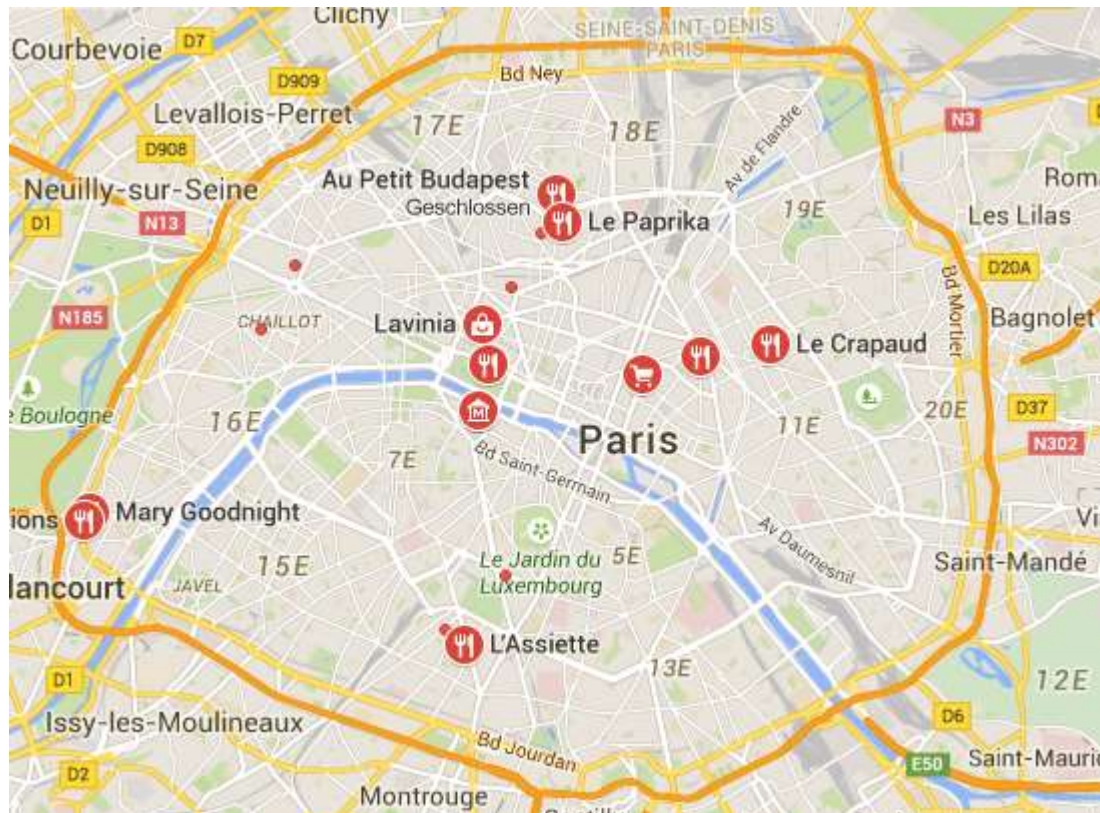 Clichy
Courbevoie
D7
SEINE-SAINT-DENIS
PARIS
D909
Bd Ney
Levallois-Perret
17E
18E
N3
D908
Av de Flandre
Neuilly-sur-Seine
Au Petit Budapest
Geschlossen
Le Paprika
19E
Les Lilas
D1
N13
D20A
Bd Mortier
N185
CHAILLOT
Lavinia
Le Crapaud
Bagnolet
Boulogne
16E
11E
20E
D37
N302
Paris
7E
Bd Saint-Germain
ions
Mary Goodnight
Av Daumesnil
15E
Le Jardin du
Luxembourg
5E
Saint-Mandé
lancourt
JAVEL
L'Assiette
13E
12E
D1
Issy-les-Moulineaux
D6
Bd Jourdan
E50
Saint-Mauric
D2
Montrouge